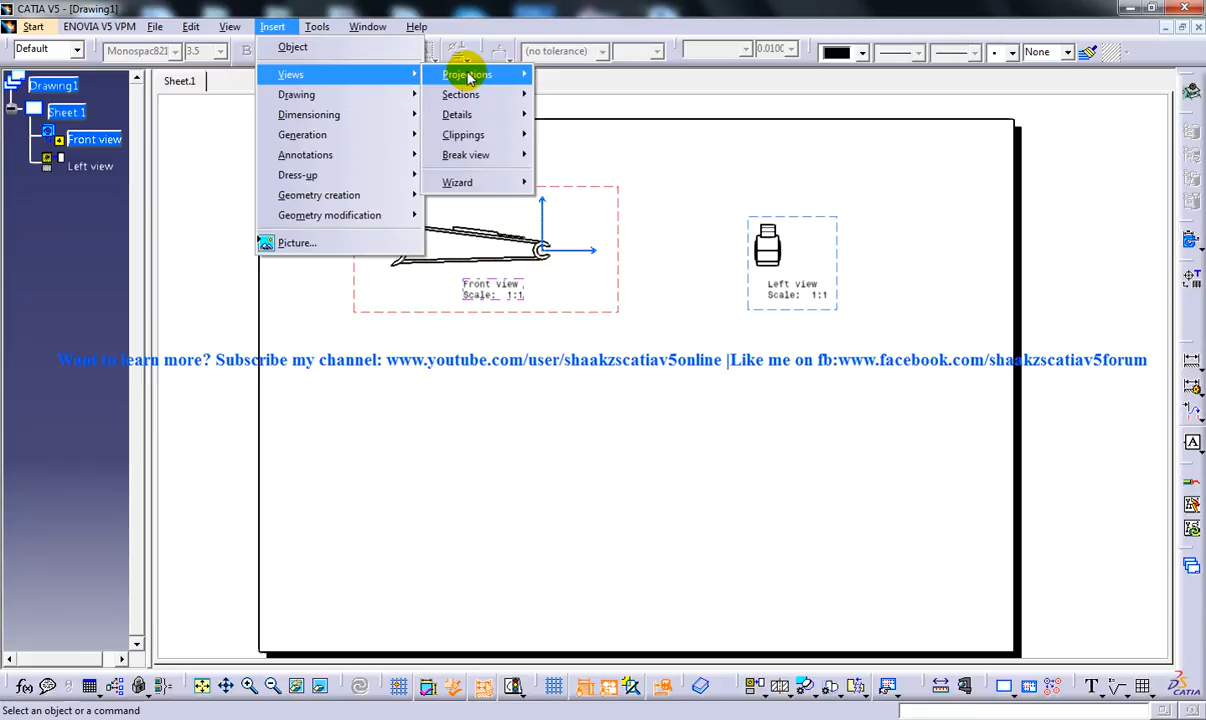 CATIA V5 - [Drawing1]
Start ENOVIA V5 VPM File Edit View Insert Tools Window Help
Default Monospac821 3.5 B (no tolerance) 0.0100 None
Object
Views
Drawing
Dimensioning
Generation
Annotations
Dress-up
Geometry creation
Geometry modification
Picture...
Projections
Sections
Details
Clippings
Break view
Wizard
Drawing1
Sheet.1
Front view
Left view
Sheet.1
Front view
Scale: 1:1
Left view
Scale: 1:1
Want to learn more? Subscribe my channel: www.youtube.com/user/shaakzscatiav5online |Like me on fb:www.facebook.com/shaakzscatiav5forum
Select an object or a command